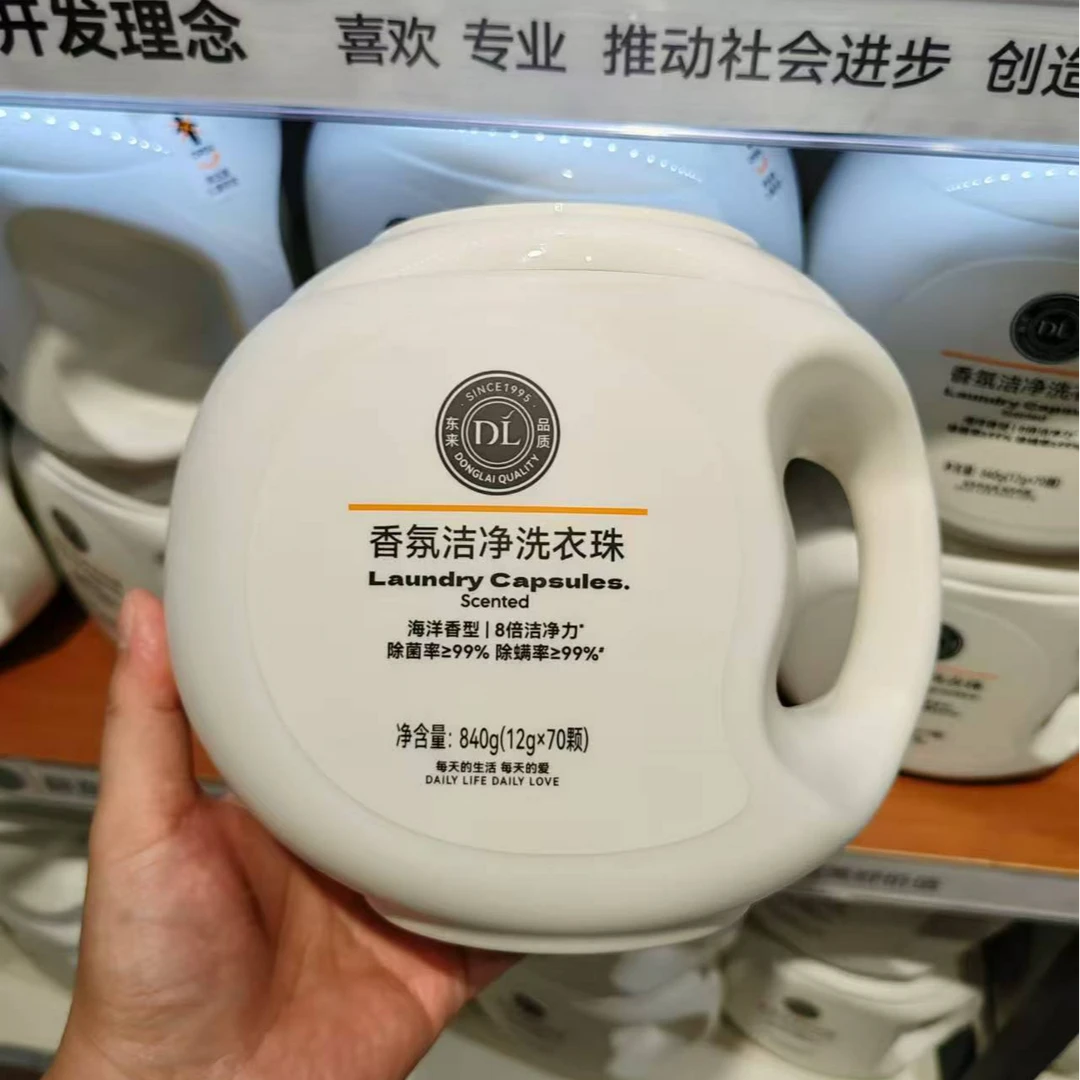 开发理念 喜欢 专业 推动社会进步 创造
SINCE1995
东来 DL 品质
DONGLAI QUALITY
香氛洁净洗衣珠
Laundry Capsules.
Scented
海洋香型 | 8倍洁净力*
除菌率≥99% 除螨率≥99%#
净含量: 840g(12g×70颗)
每天的生活 每天的爱
DAILY LIFE DAILY LOVE
DL
香氛洁净洗衣
Laundry Capsu
Scented